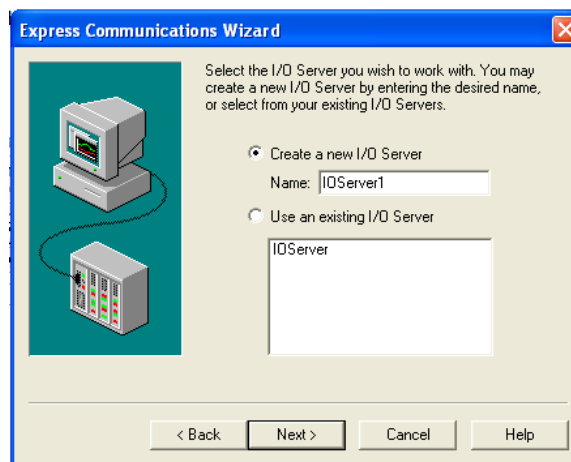 Express Communications Wizard
Select the I/O Server you wish to work with. You may
create a new I/O Server by entering the desired name,
or select from your existing I/O Servers.
Create a new I/O Server
Name: IOServer1
Use an existing I/O Server
IOServer
< Back Next > Cancel Help